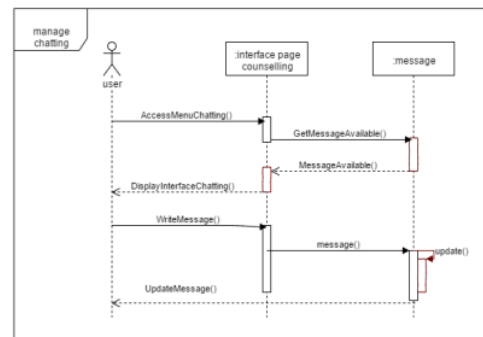 manage
chatting
:interface page
counselling
:message
user
AccessMenuChatting()
GetMessageAvailable()
MessageAvailable()
DisplayInterfaceChatting()
WriteMessage()
message()
update()
UpdateMessage()